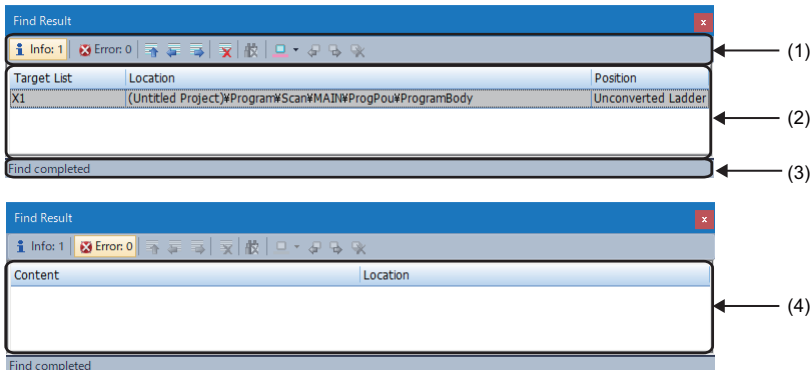 Find Result
x
Info: 1 Error: 0
(1)
Target List Location Position
X1 (Untitled Project)¥Program¥Scan¥MAIN¥ProgPou¥ProgramBody Unconverted Ladder
(2)
Find completed
(3)
Find Result
x
Info: 1 Error: 0
Content Location
(4)
Find completed